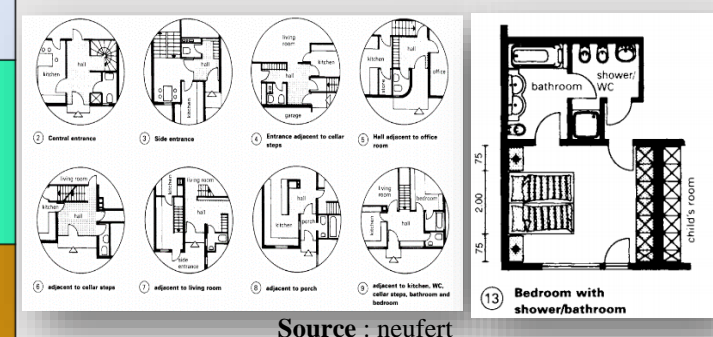 living room
kitchen
hall
hall
kitchen
kitchen
hall
garage
kitchen
hall
store
office
② Central entrance
③ Side entrance
④ Entrance adjacent to cellar
steps
⑤ Hall adjacent to office
room
living room
kitchen
hall
kitchen
living room
hall
side
entrance
hall
porch
kitchen
living
room
bedroom
kitchen
hall
⑥ adjacent to cellar steps
⑦ adjacent to living room
⑧ adjacent to porch
⑨ adjacent to kitchen, WC,
cellar steps, bathroom and
bedroom
bathroom
shower/
WC
75
2.00
75
child's room
⑬ Bedroom with
shower/bathroom
Source : neufert